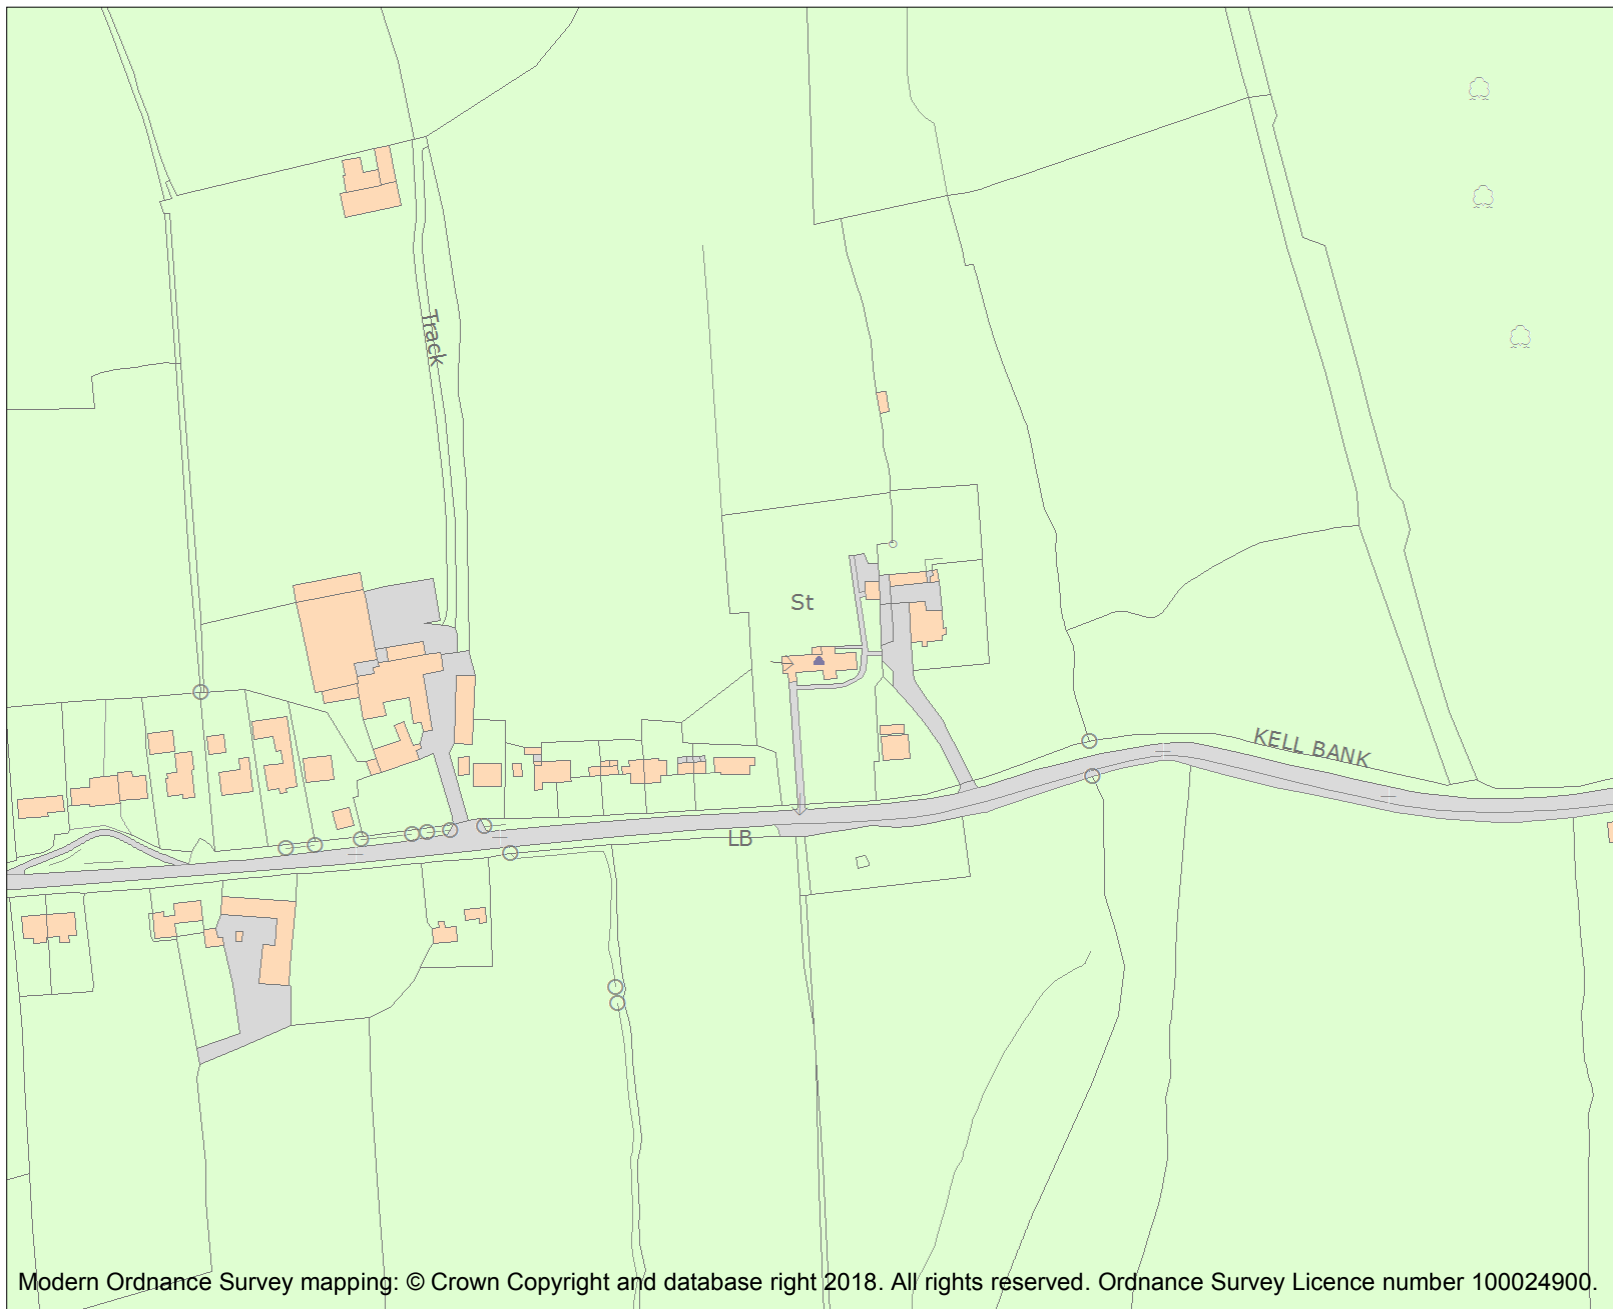 Track
St
KELL BANK
LB
Modern Ordnance Survey mapping: © Crown Copyright and database right 2018. All rights reserved. Ordnance Survey Licence number 100024900.